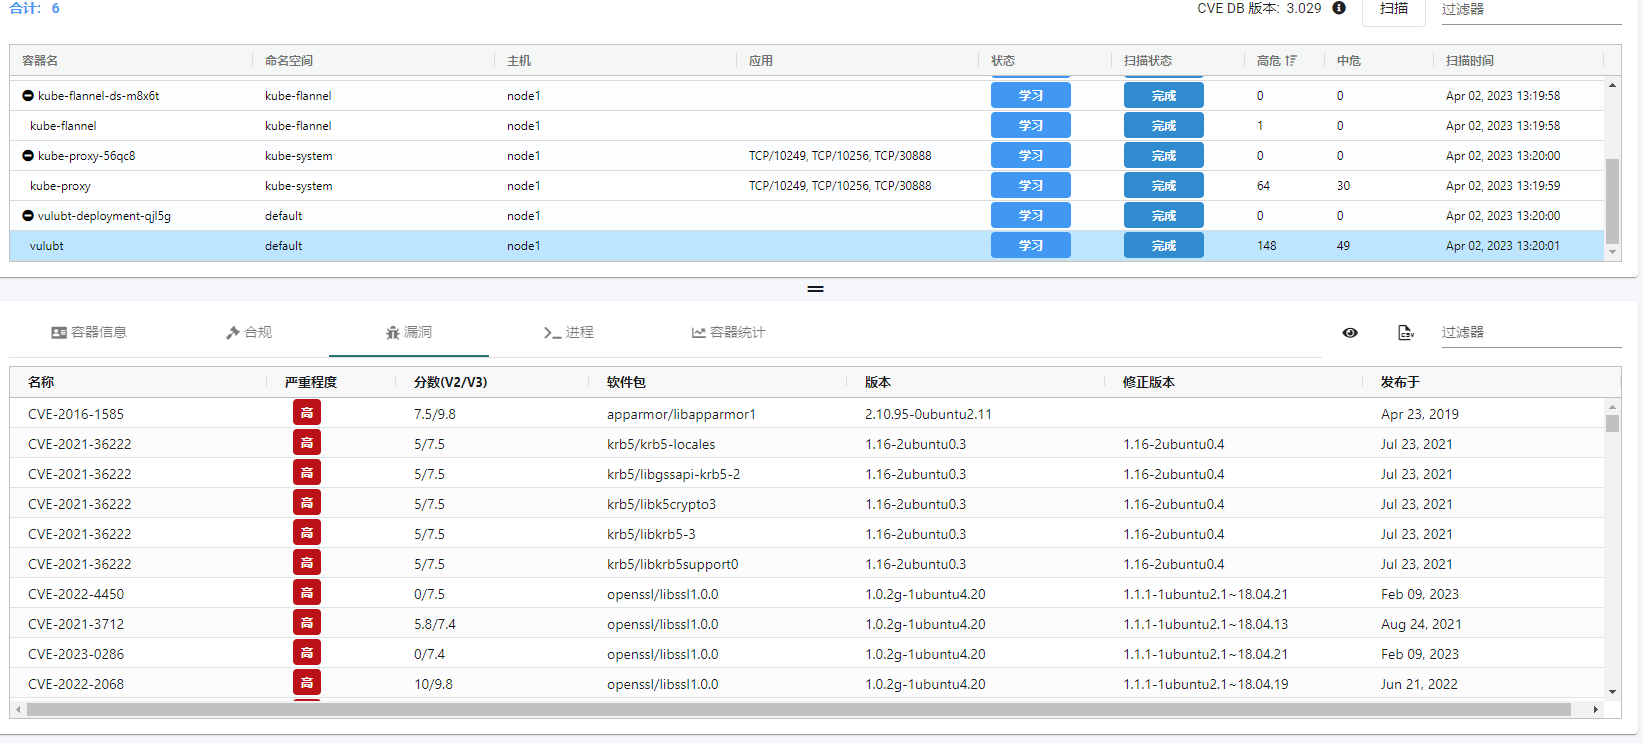 合计: 6 CVE DB 版本: 3.029 扫描 过滤器
容器名 命名空间 主机 应用 状态 扫描状态 高危 中危 扫描时间
kube-flannel-ds-m8x6t kube-flannel node1 学习 完成 0 0 Apr 02, 2023 13:19:58
kube-flannel kube-flannel node1 学习 完成 1 0 Apr 02, 2023 13:19:58
kube-proxy-56qc8 kube-system node1 TCP/10249, TCP/10256, TCP/30888 学习 完成 0 0 Apr 02, 2023 13:20:00
kube-proxy kube-system node1 TCP/10249, TCP/10256, TCP/30888 学习 完成 64 30 Apr 02, 2023 13:19:59
vulubt-deployment-qjl5g default node1 学习 完成 0 0 Apr 02, 2023 13:20:00
vulubt default node1 学习 完成 148 49 Apr 02, 2023 13:20:01
容器信息 合规 漏洞 进程 容器统计 CSV 过滤器
名称 严重程度 分数(V2/V3) 软件包 版本 修正版本 发布于
CVE-2016-1585 高 7.5/9.8 apparmor/libapparmor1 2.10.95-0ubuntu2.11 Apr 23, 2019
CVE-2021-36222 高 5/7.5 krb5/krb5-locales 1.16-2ubuntu0.3 1.16-2ubuntu0.4 Jul 23, 2021
CVE-2021-36222 高 5/7.5 krb5/libgssapi-krb5-2 1.16-2ubuntu0.3 1.16-2ubuntu0.4 Jul 23, 2021
CVE-2021-36222 高 5/7.5 krb5/libk5crypto3 1.16-2ubuntu0.3 1.16-2ubuntu0.4 Jul 23, 2021
CVE-2021-36222 高 5/7.5 krb5/libkrb5-3 1.16-2ubuntu0.3 1.16-2ubuntu0.4 Jul 23, 2021
CVE-2021-36222 高 5/7.5 krb5/libkrb5support0 1.16-2ubuntu0.3 1.16-2ubuntu0.4 Jul 23, 2021
CVE-2022-4450 高 0/7.5 openssl/libssl1.0.0 1.0.2g-1ubuntu4.20 1.1.1-1ubuntu2.1~18.04.21 Feb 09, 2023
CVE-2021-3712 高 5.8/7.4 openssl/libssl1.0.0 1.0.2g-1ubuntu4.20 1.1.1-1ubuntu2.1~18.04.13 Aug 24, 2021
CVE-2023-0286 高 0/7.4 openssl/libssl1.0.0 1.0.2g-1ubuntu4.20 1.1.1-1ubuntu2.1~18.04.21 Feb 09, 2023
CVE-2022-2068 高 10/9.8 openssl/libssl1.0.0 1.0.2g-1ubuntu4.20 1.1.1-1ubuntu2.1~18.04.19 Jun 21, 2022